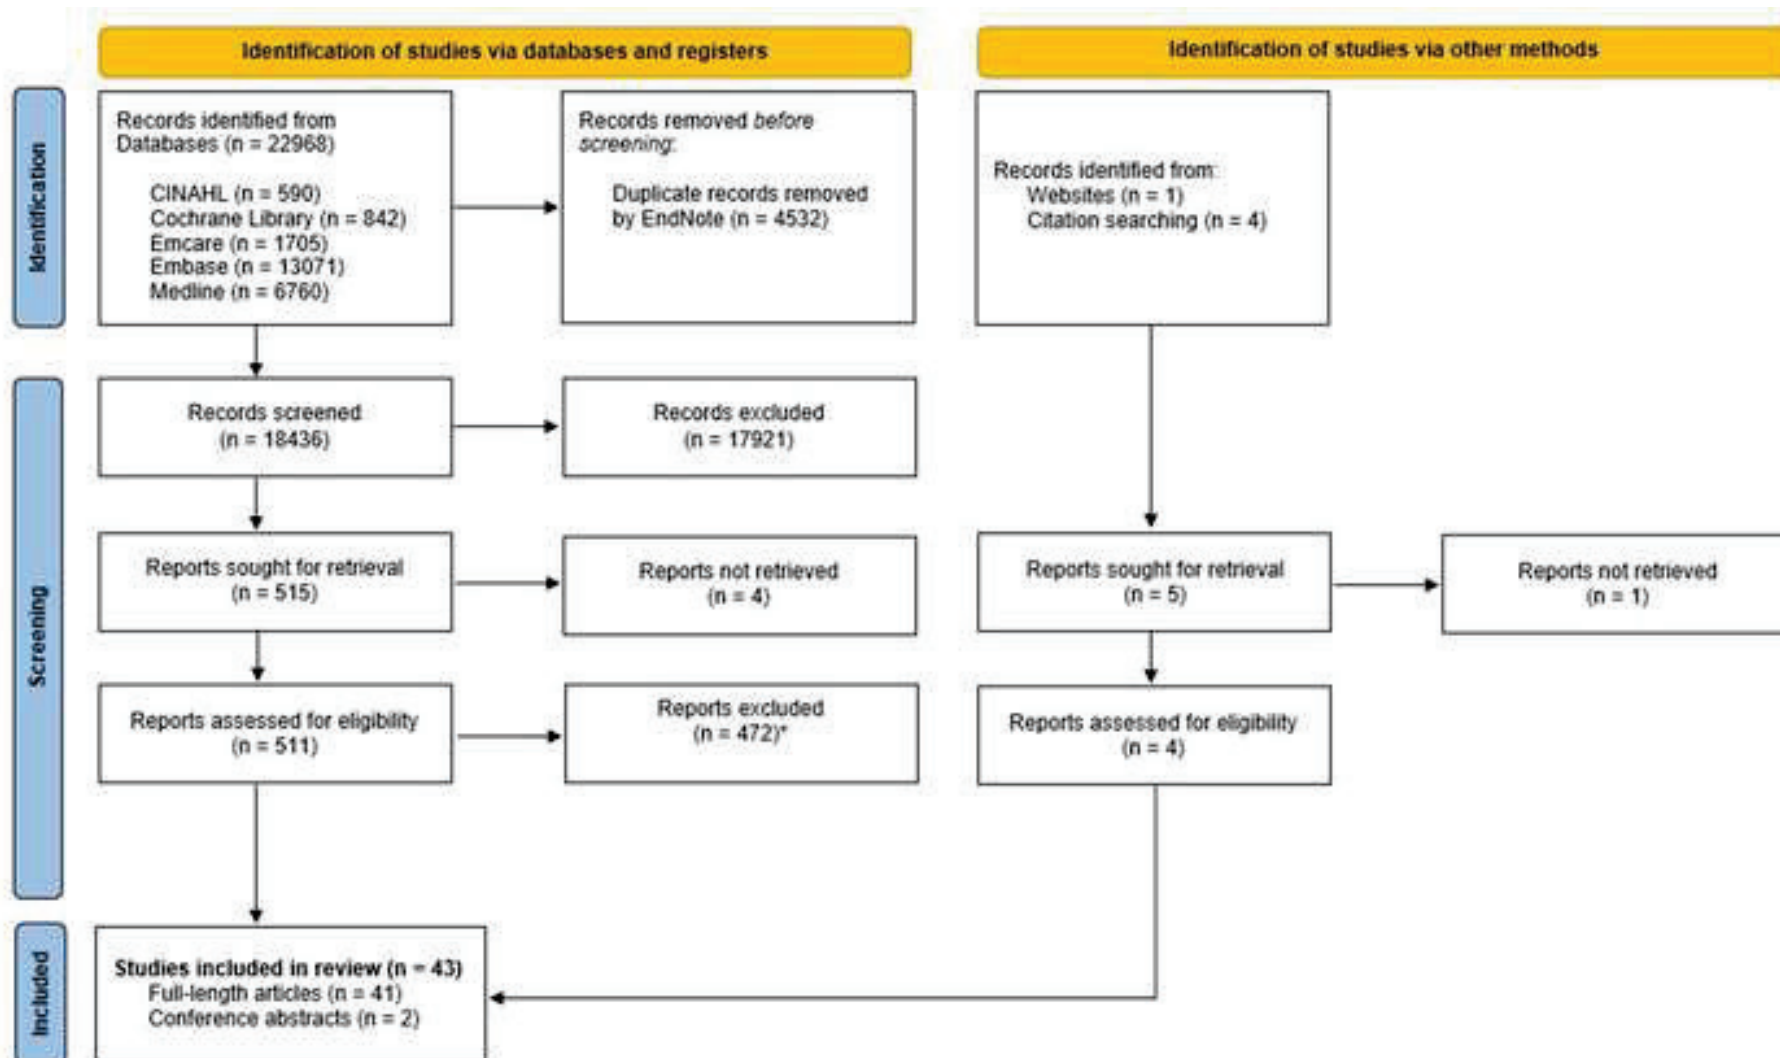 Identification of studies via databases and registers
Identification of studies via other methods
Identification
Records identified from
Databases (n = 22968)
CINAHL (n = 590)
Cochrane Library (n = 842)
Emcare (n = 1705)
Embase (n = 13071)
Medline (n = 6760)
Records removed before
screening:
Duplicate records removed
by EndNote (n = 4532)
Records identified from:
Websites (n = 1)
Citation searching (n = 4)
Screening
Records screened
(n = 18436)
Records excluded
(n = 17921)
Reports sought for retrieval
(n = 515)
Reports not retrieved
(n = 4)
Reports sought for retrieval
(n = 5)
Reports not retrieved
(n = 1)
Reports assessed for eligibility
(n = 511)
Reports excluded
(n = 472)*
Reports assessed for eligibility
(n = 4)
Included
Studies included in review (n = 43)
Full-length articles (n = 41)
Conference abstracts (n = 2)